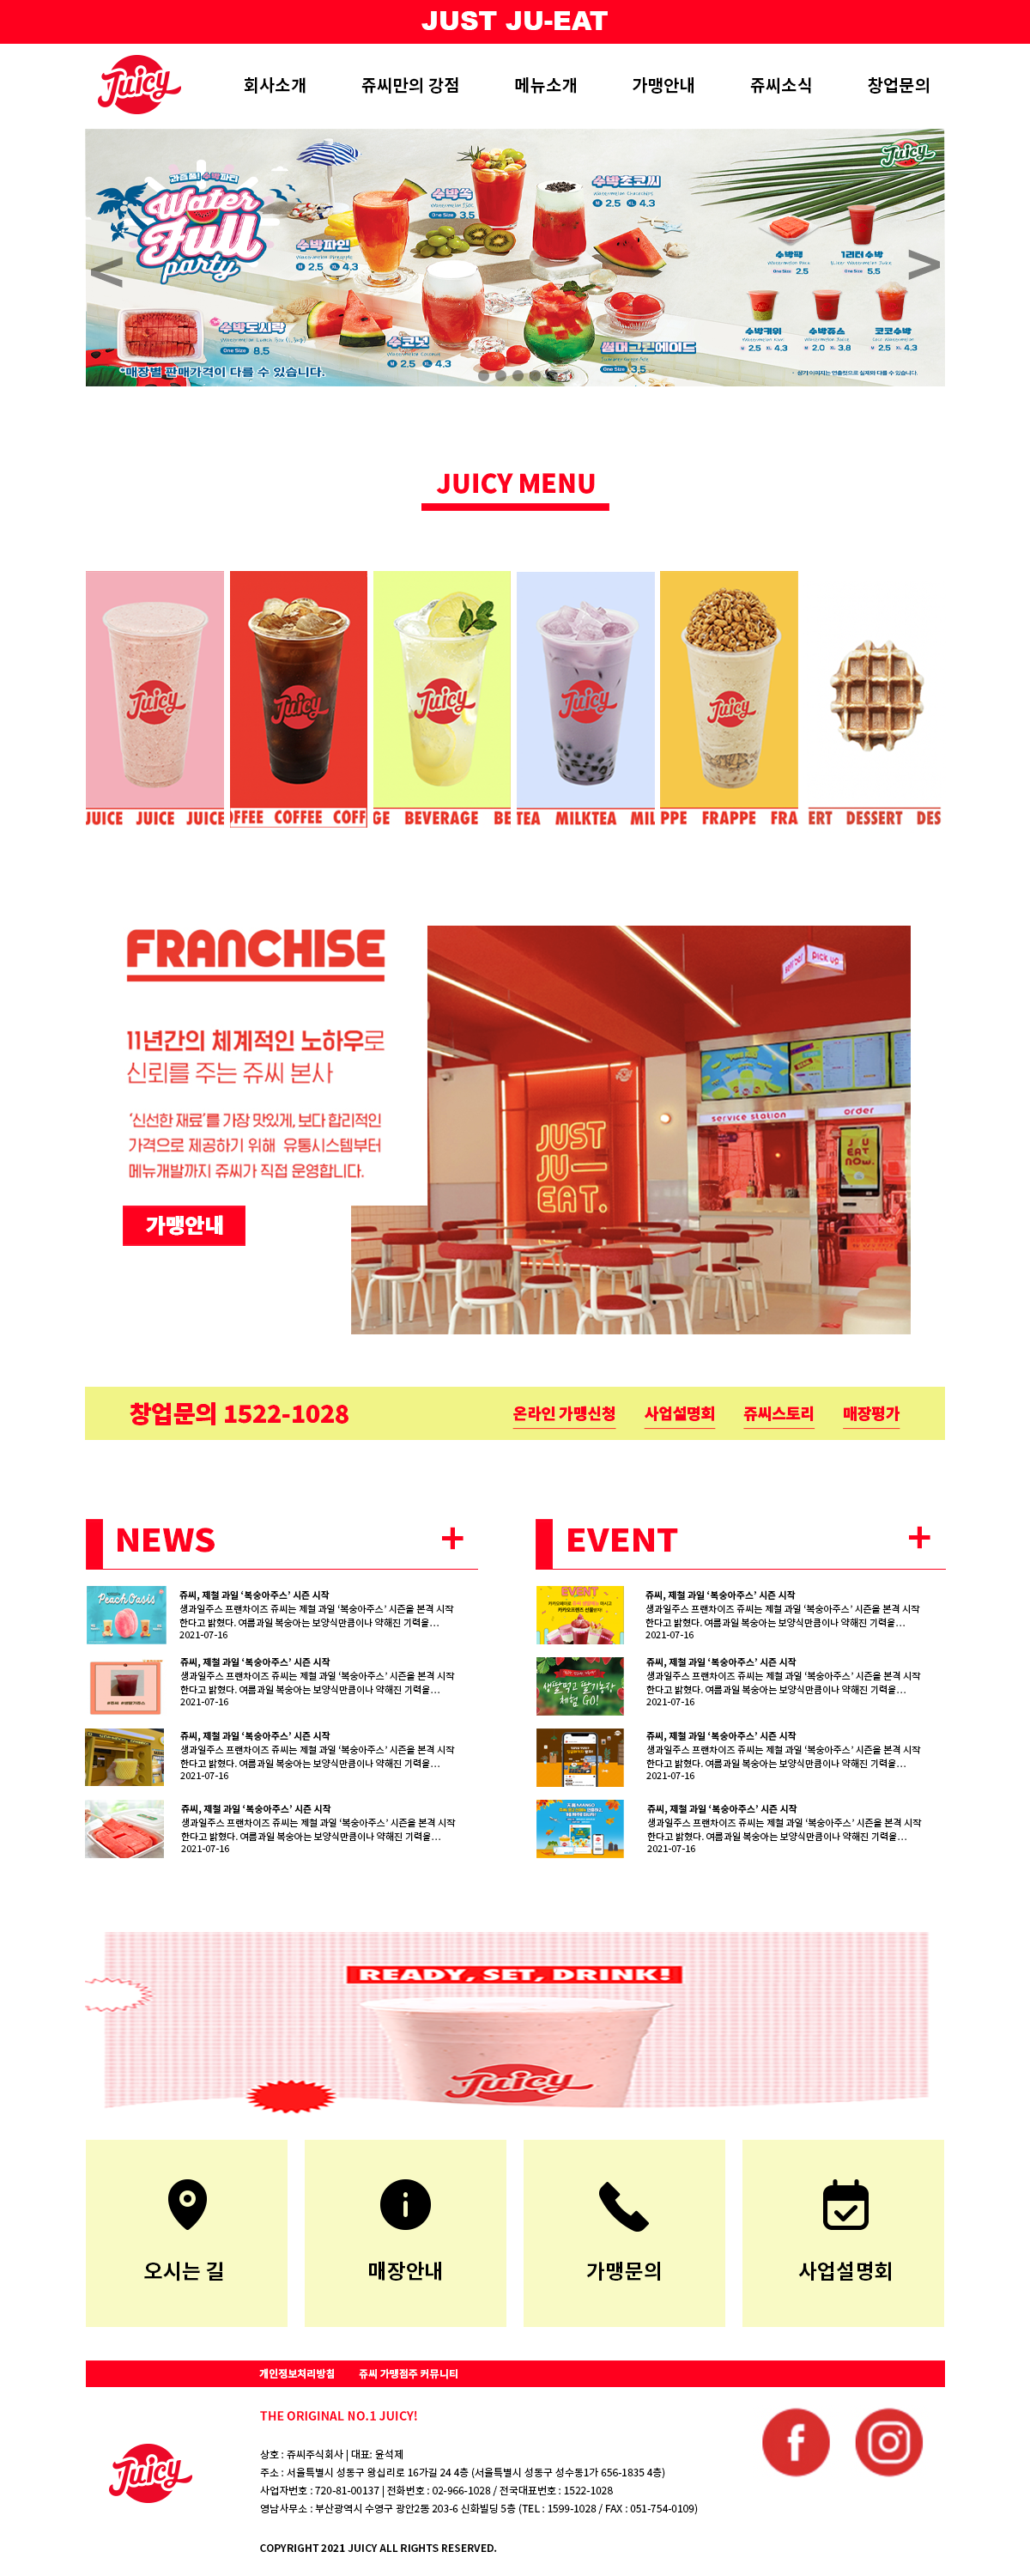 JUST JU-EAT
Juicy
회사소개
쥬씨만의 강점
메뉴소개
가맹안내
쥬씨소식
창업문의
Juicy
Water
Full
party
수박쏙
One Size 3.5
수박초코씨
M 2.5 XL 4.3
수박파인
M 2.5 XL 4.3
수박떡
One Size 2.5
1리터수박
One Size 5.5
수박도시락
One Size 8.5
수코넛
M 2.5 XL 4.3
썸머그린에이드
One Size 3.5
수박키위
M 2.5 XL 4.3
수박쥬스
M 2.0 XL 3.8
코코수박
M 2.5 XL 4.3
*매장별 판매가격이 다를 수 있습니다.
< >
JUICY MENU
Juicy
Juicy
Juicy
Juicy
Juicy
JUICE JUICE JUICE
OFFEE COFFEE COFF
GE BEVERAGE BE
TEA MILKTEA MIL
PPE FRAPPE FRA
ERT DESSERT DES
FRANCHISE
11년간의 체계적인 노하우로
신뢰를 주는 쥬씨 본사
‘신선한 재료’를 가장 맛있게, 보다 합리적인
가격으로 제공하기 위해 유통시스템부터
메뉴개발까지 쥬씨가 직접 운영합니다.
가맹안내
PICK UP
service station
order
JUST
JU—
EAT.
JU
EAT
NOW.
창업문의 1522-1028
온라인 가맹신청
사업설명회
쥬씨스토리
매장평가
NEWS +
Peach Oasis
쥬씨, 제철 과일 ‘복숭아주스’ 시즌 시작
생과일주스 프랜차이즈 쥬씨는 제철 과일 ‘복숭아주스’ 시즌을 본격 시작
한다고 밝혔다. 여름과일 복숭아는 보양식만큼이나 약해진 기력을...
2021-07-16
쥬씨, 제철 과일 ‘복숭아주스’ 시즌 시작
생과일주스 프랜차이즈 쥬씨는 제철 과일 ‘복숭아주스’ 시즌을 본격 시작
한다고 밝혔다. 여름과일 복숭아는 보양식만큼이나 약해진 기력을...
2021-07-16
쥬씨, 제철 과일 ‘복숭아주스’ 시즌 시작
생과일주스 프랜차이즈 쥬씨는 제철 과일 ‘복숭아주스’ 시즌을 본격 시작
한다고 밝혔다. 여름과일 복숭아는 보양식만큼이나 약해진 기력을...
2021-07-16
쥬씨, 제철 과일 ‘복숭아주스’ 시즌 시작
생과일주스 프랜차이즈 쥬씨는 제철 과일 ‘복숭아주스’ 시즌을 본격 시작
한다고 밝혔다. 여름과일 복숭아는 보양식만큼이나 약해진 기력을...
2021-07-16
EVENT +
EVENT
쥬씨, 제철 과일 ‘복숭아주스’ 시즌 시작
생과일주스 프랜차이즈 쥬씨는 제철 과일 ‘복숭아주스’ 시즌을 본격 시작
한다고 밝혔다. 여름과일 복숭아는 보양식만큼이나 약해진 기력을...
2021-07-16
생딸먹고 딸기농장
체험 GO!
쥬씨, 제철 과일 ‘복숭아주스’ 시즌 시작
생과일주스 프랜차이즈 쥬씨는 제철 과일 ‘복숭아주스’ 시즌을 본격 시작
한다고 밝혔다. 여름과일 복숭아는 보양식만큼이나 약해진 기력을...
2021-07-16
쥬씨, 제철 과일 ‘복숭아주스’ 시즌 시작
생과일주스 프랜차이즈 쥬씨는 제철 과일 ‘복숭아주스’ 시즌을 본격 시작
한다고 밝혔다. 여름과일 복숭아는 보양식만큼이나 약해진 기력을...
2021-07-16
쥬씨, 제철 과일 ‘복숭아주스’ 시즌 시작
생과일주스 프랜차이즈 쥬씨는 제철 과일 ‘복숭아주스’ 시즌을 본격 시작
한다고 밝혔다. 여름과일 복숭아는 보양식만큼이나 약해진 기력을...
2021-07-16
READY, SET, DRINK!
Juicy
오시는 길
매장안내
가맹문의
사업설명회
개인정보처리방침
쥬씨 가맹점주 커뮤니티
THE ORIGINAL NO.1 JUICY!
Juicy
상호 : 쥬씨주식회사 | 대표: 윤석제
주소 : 서울특별시 성동구 왕십리로 16가길 24 4층 (서울특별시 성동구 성수동1가 656-1835 4층)
사업자번호 : 720-81-00137 | 전화번호 : 02-966-1028 / 전국대표번호 : 1522-1028
영남사무소 : 부산광역시 수영구 광안2동 203-6 신화빌딩 5층 (TEL : 1599-1028 / FAX : 051-754-0109)
COPYRIGHT 2021 JUICY ALL RIGHTS RESERVED.